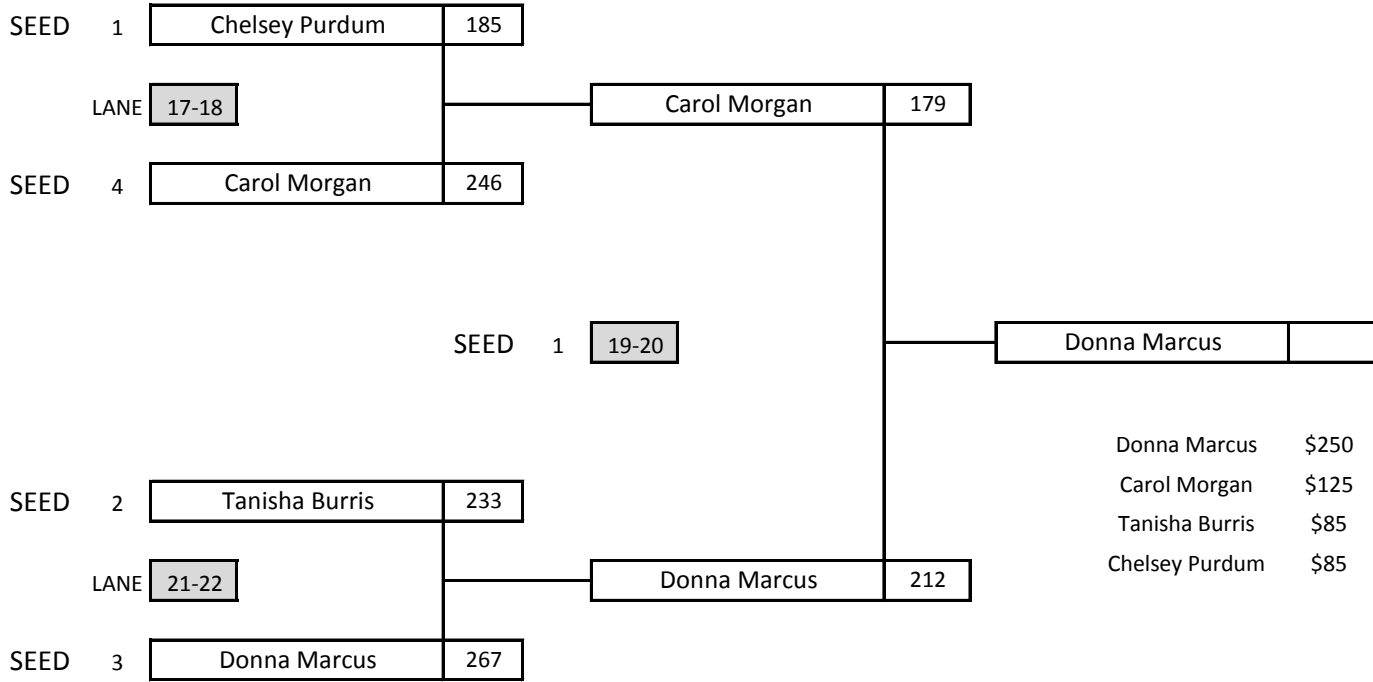 SEED 1 Chelsey Purdum 185
LANE 17-18 Carol Morgan 179
SEED 4 Carol Morgan 246
SEED 1 19-20 Donna Marcus
Donna Marcus $250
Carol Morgan $125
SEED 2 Tanisha Burris 233
Tanisha Burris $85
Chelsey Purdum $85
LANE 21-22 Donna Marcus 212
SEED 3 Donna Marcus 267